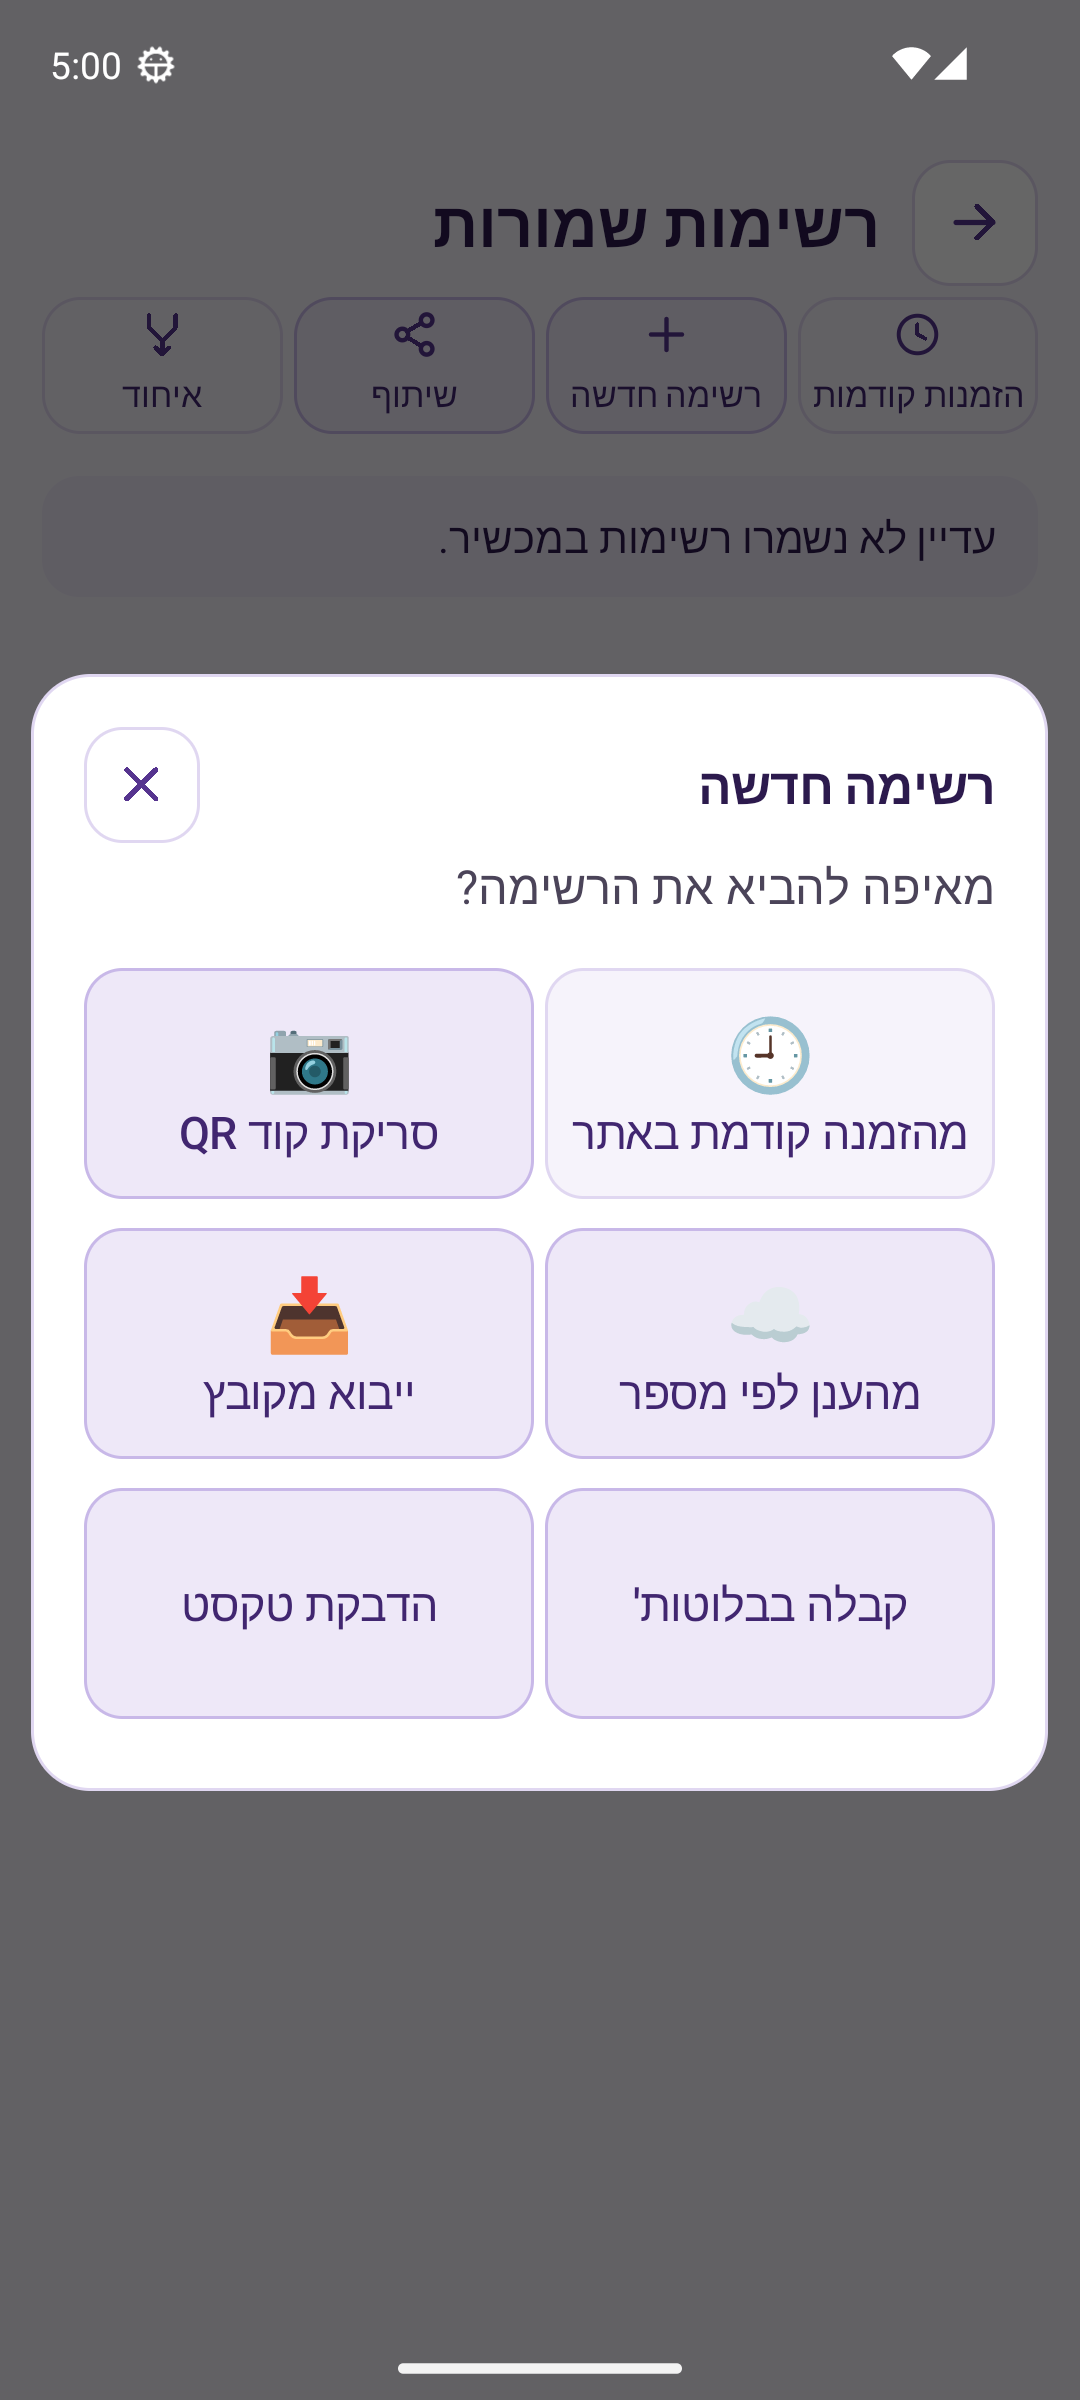 5:00
רשימות שמורות
הזמנות קודמות
רשימה חדשה
שיתוף
איחוד
עדיין לא נשמרו רשימות במכשיר.
רשימה חדשה
מאיפה להביא את הרשימה?
מהזמנה קודמת באתר
סריקת קוד QR
מהענן לפי מספר
ייבוא מקובץ
קבלה בבלוטות'
הדבקת טקסט